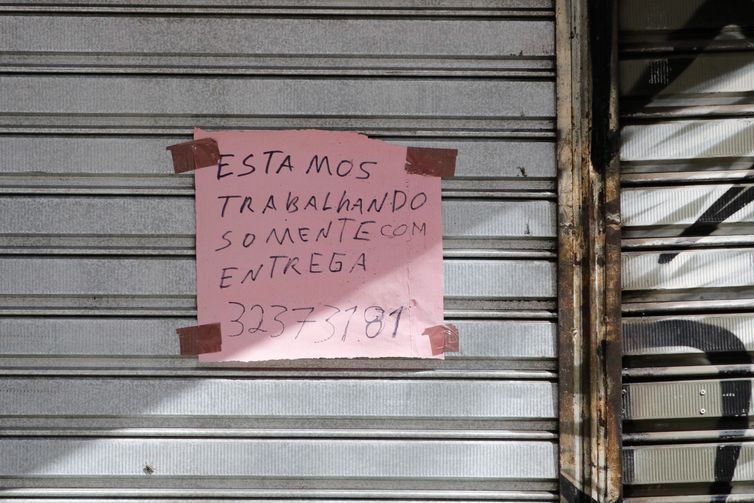 ESTAMOS
TRABALHANDO
SOMENTE COM
ENTREGA
32373181